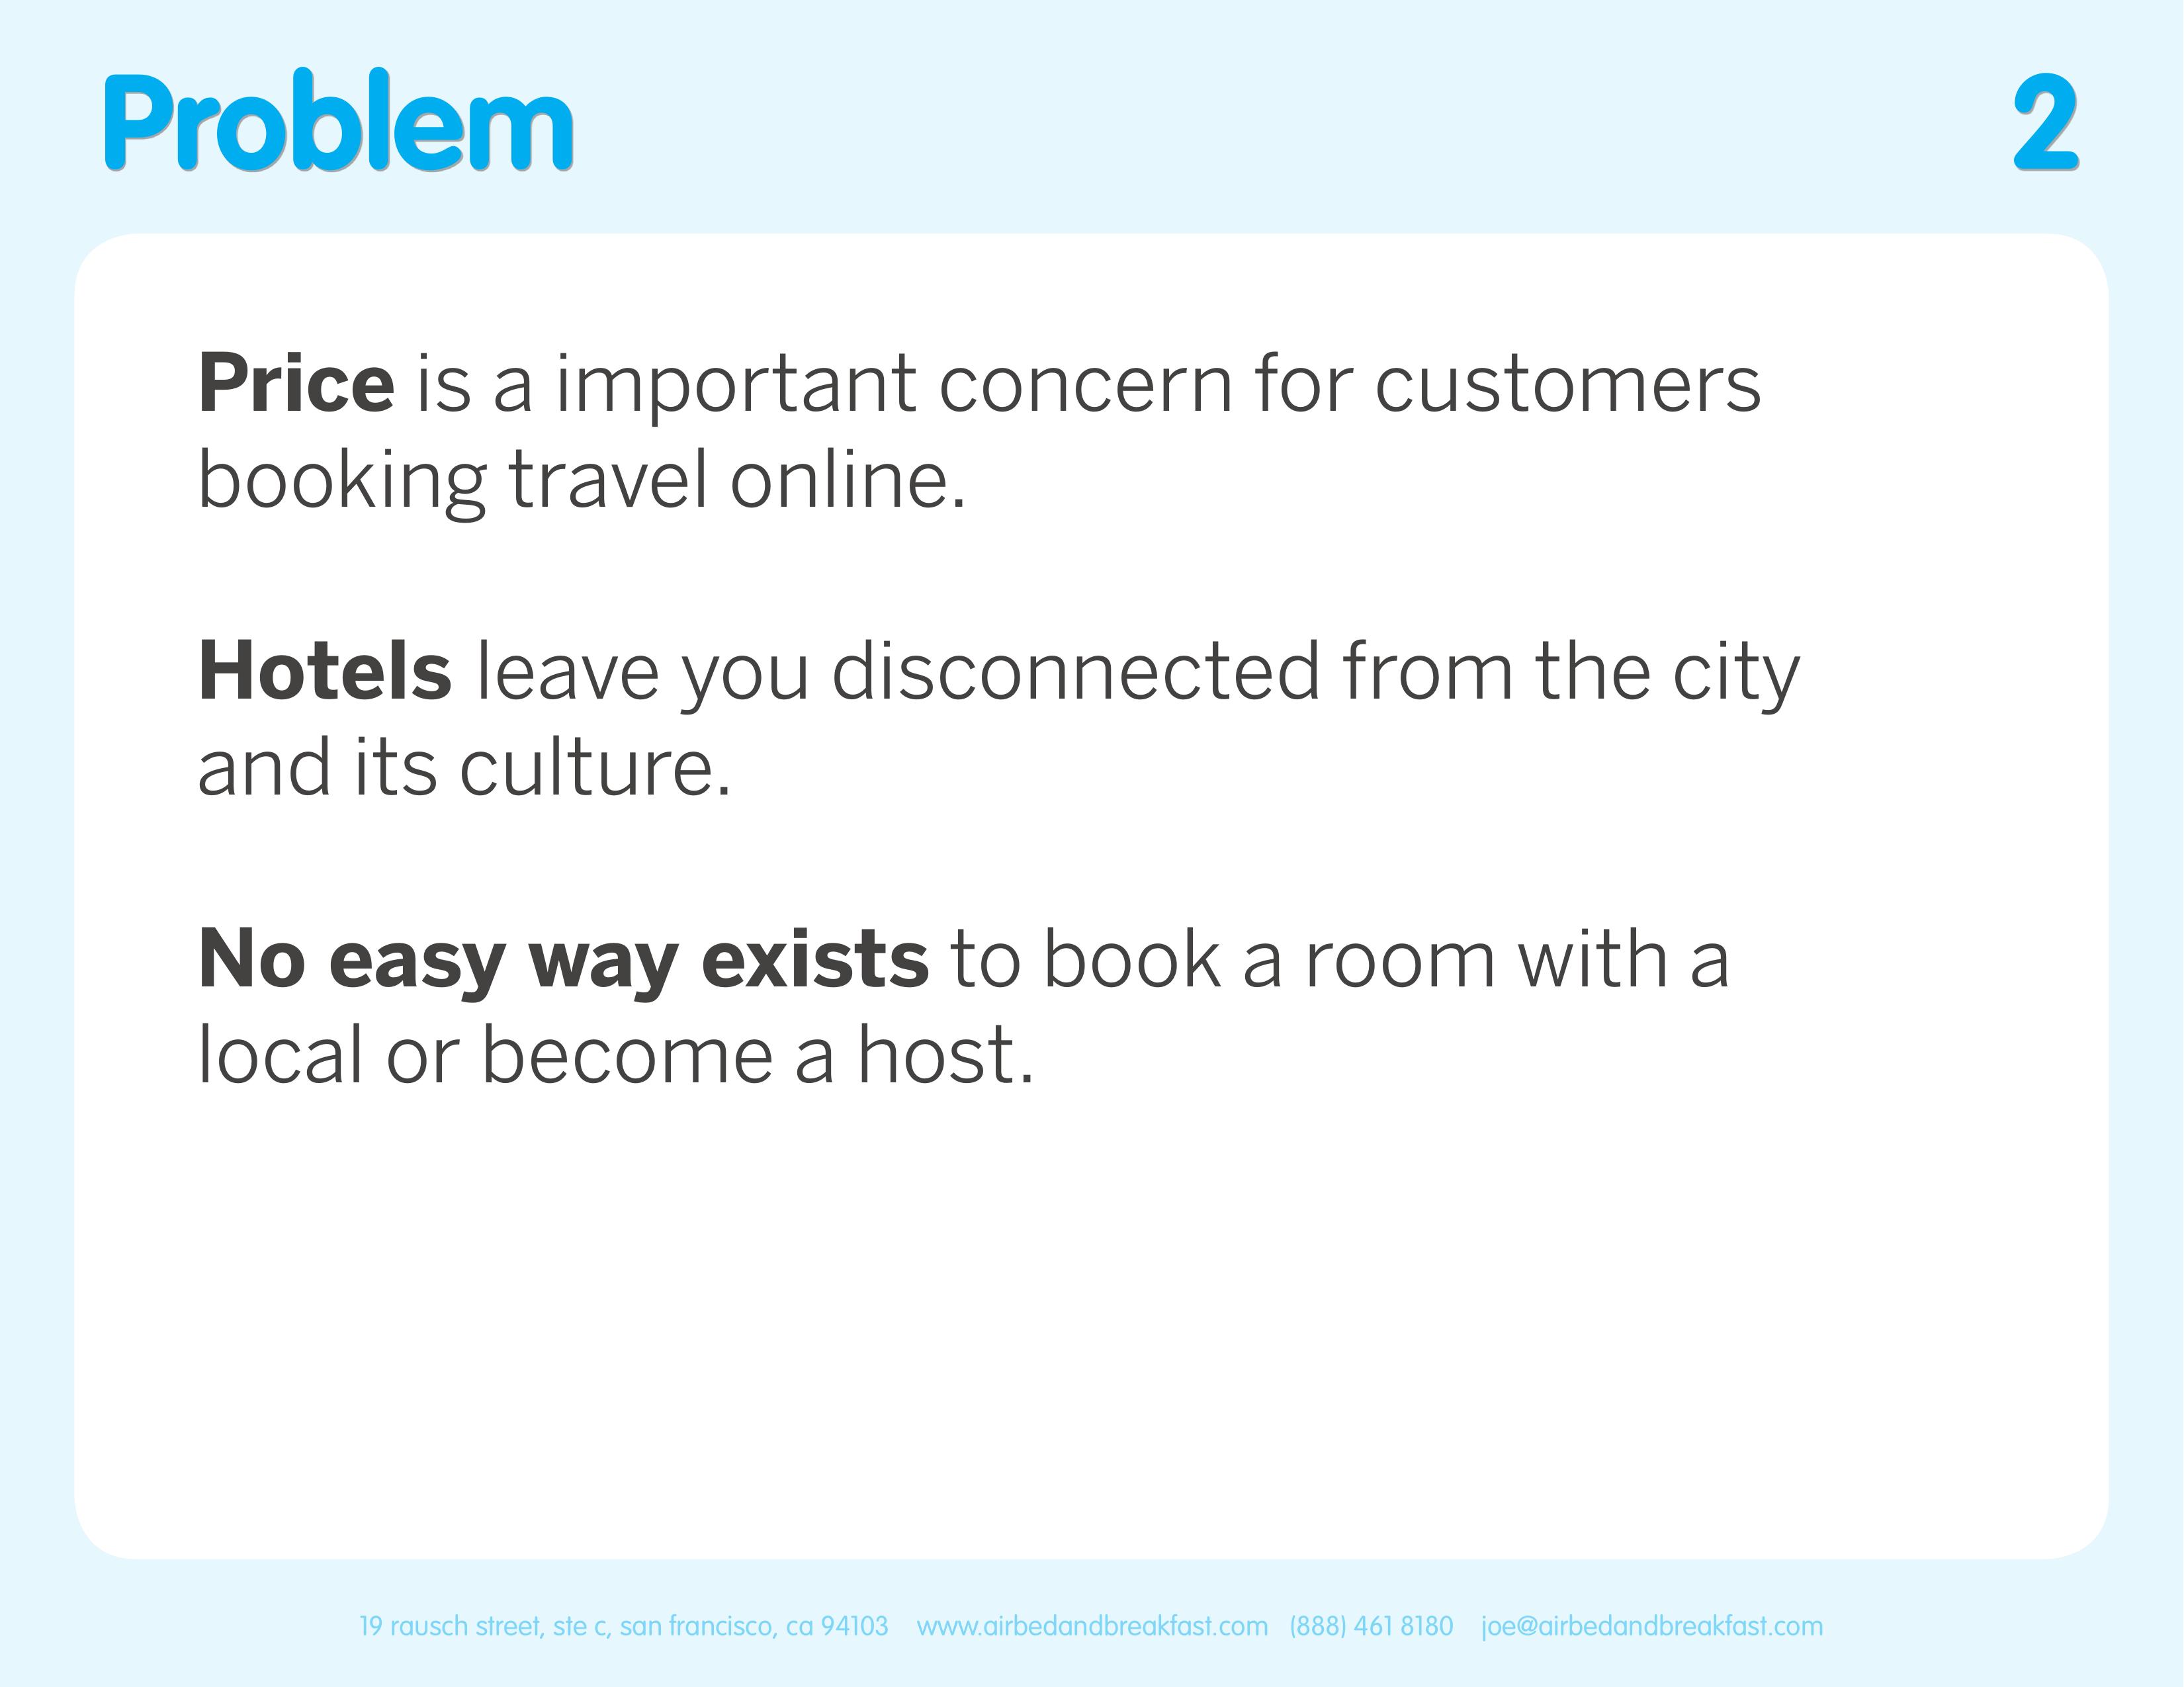 Problem
2
Price is a important concern for customers
booking travel online.
Hotels leave you disconnected from the city
and its culture.
No easy way exists to book a room with a
local or become a host.
19 rausch street, ste c, san francisco, ca 94103 www.airbedandbreakfast.com (888) 461 8180 joe@airbedandbreakfast.com